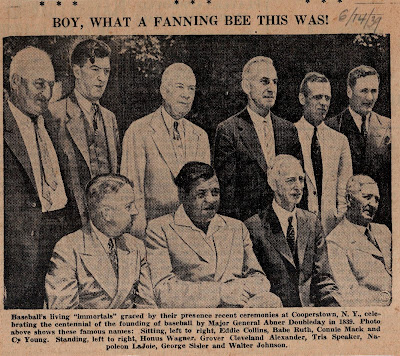 BOY, WHAT A FANNING BEE THIS WAS!
6/14/39
Baseball's living "immortals" graced by their presence recent ceremonies at Cooperstown, N. Y., cele-
brating the centennial of the founding of baseball by Major General Abner Doubleday in 1839. Photo
above shows these famous names: Sitting, left to right, Eddie Collins, Babe Ruth, Connie Mack and
Cy Young. Standing, left to right, Honus Wagner, Grover Cleveland Alexander, Tris Speaker, Na-
poleon LaJoie, George Sisler and Walter Johnson.